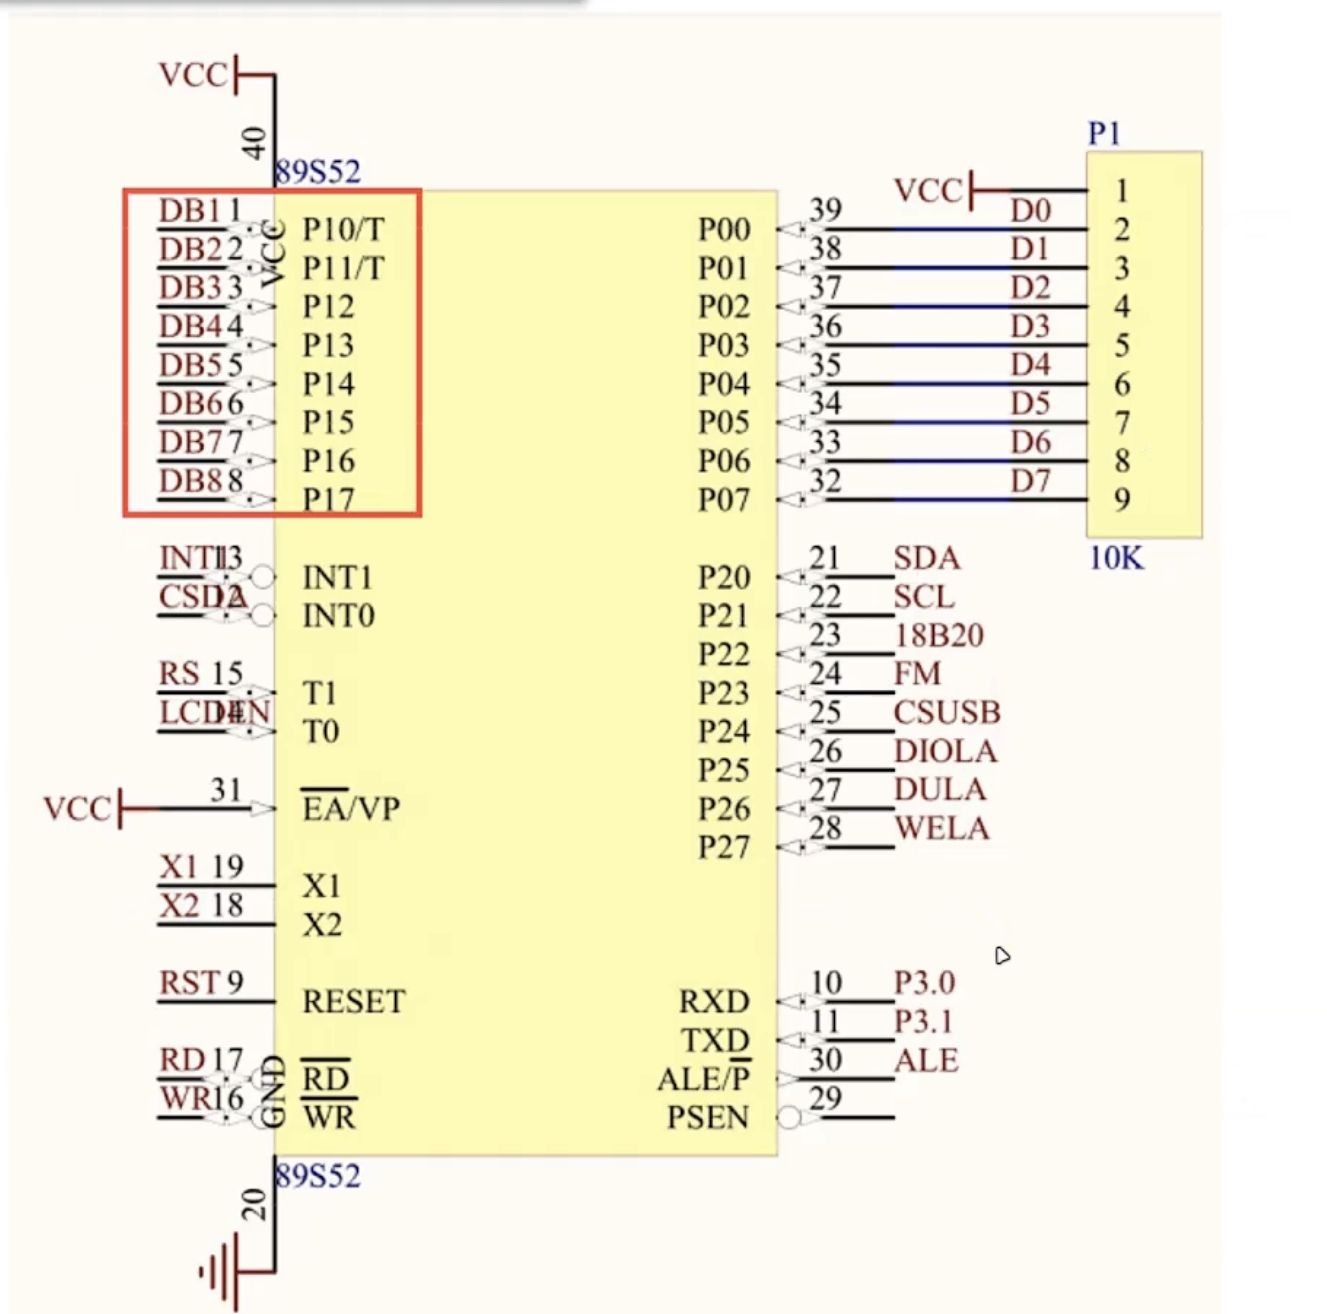 VCC
40
89S52
P1
DB1 1 P10/T P00 39 VCC 1
DB2 2 P11/T P01 38 D0 2
DB3 3 P12 P02 37 D1 3
DB4 4 P13 P03 36 D2 4
DB5 5 P14 P04 35 D3 5
DB6 6 P15 P05 34 D4 6
DB7 7 P16 P06 33 D5 7
DB8 8 P17 P07 32 D6 8
D7 9
VCC
10K
INT1 13 INT1 P20 21 SDA
CSDA 12 INT0 P21 22 SCL
P22 23 18B20
RS 15 T1 P23 24 FM
LCDEN 14 T0 P24 25 CSUSB
P25 26 DIOLA
VCC 31 EA/VP P26 27 DULA
P27 28 WELA
X1 19 X1
X2 18 X2
RST 9 RESET RXD 10 P3.0
TXD 11 P3.1
RD 17 RD ALE/P 30 ALE
WR 16 WR PSEN 29
GND
89S52
20